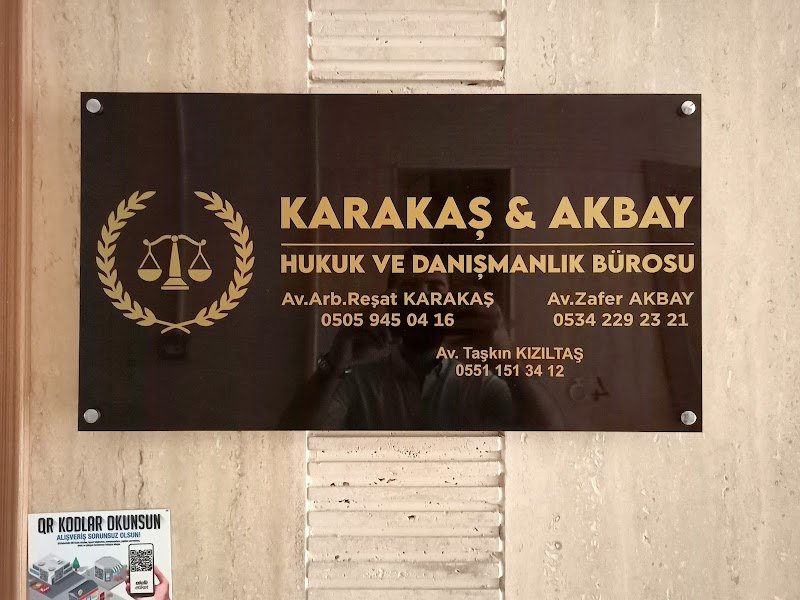 KARAKAŞ & AKBAY
HUKUK VE DANIŞMANLIK BÜROSU
Av.Arb.Reşat KARAKAŞ
0505 945 04 16
Av.Zafer AKBAY
0534 229 23 21
Av. Taşkın KIZILTAŞ
0551 151 34 12
QR KODLAR OKUNSUN
ALIŞVERİŞ SORUNSUZ OLSUN!